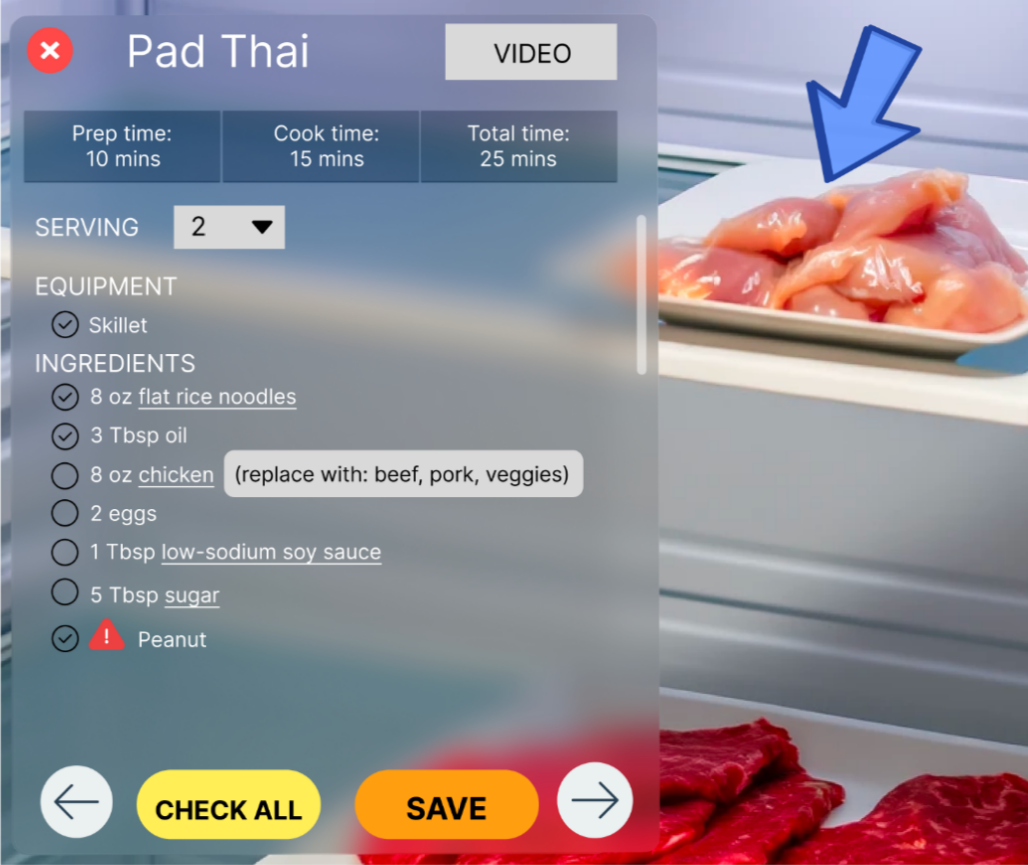 Pad Thai
VIDEO
Prep time:
10 mins
Cook time:
15 mins
Total time:
25 mins
SERVING 2
EQUIPMENT
Skillet
INGREDIENTS
8 oz flat rice noodles
3 Tbsp oil
8 oz chicken (replace with: beef, pork, veggies)
2 eggs
1 Tbsp low-sodium soy sauce
5 Tbsp sugar
! Peanut
CHECK ALL
SAVE